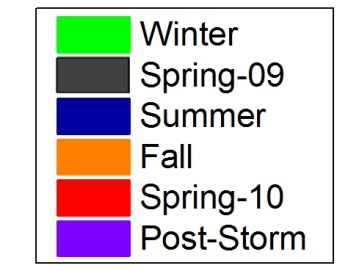 Winter
Spring-09
Summer
Fall
Spring-10
Post-Storm